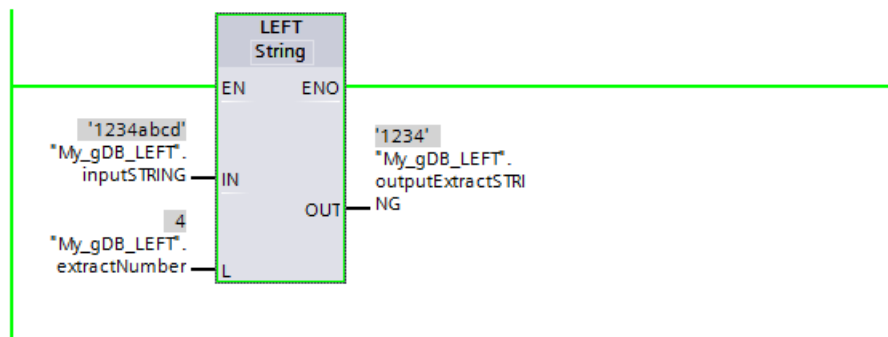 LEFT
String
EN ENO
'1234abcd'
"My_gDB_LEFT".
inputSTRING
IN
'1234'
"My_gDB_LEFT".
outputExtractSTRI
NG
OUT
4
"My_gDB_LEFT".
extractNumber
L